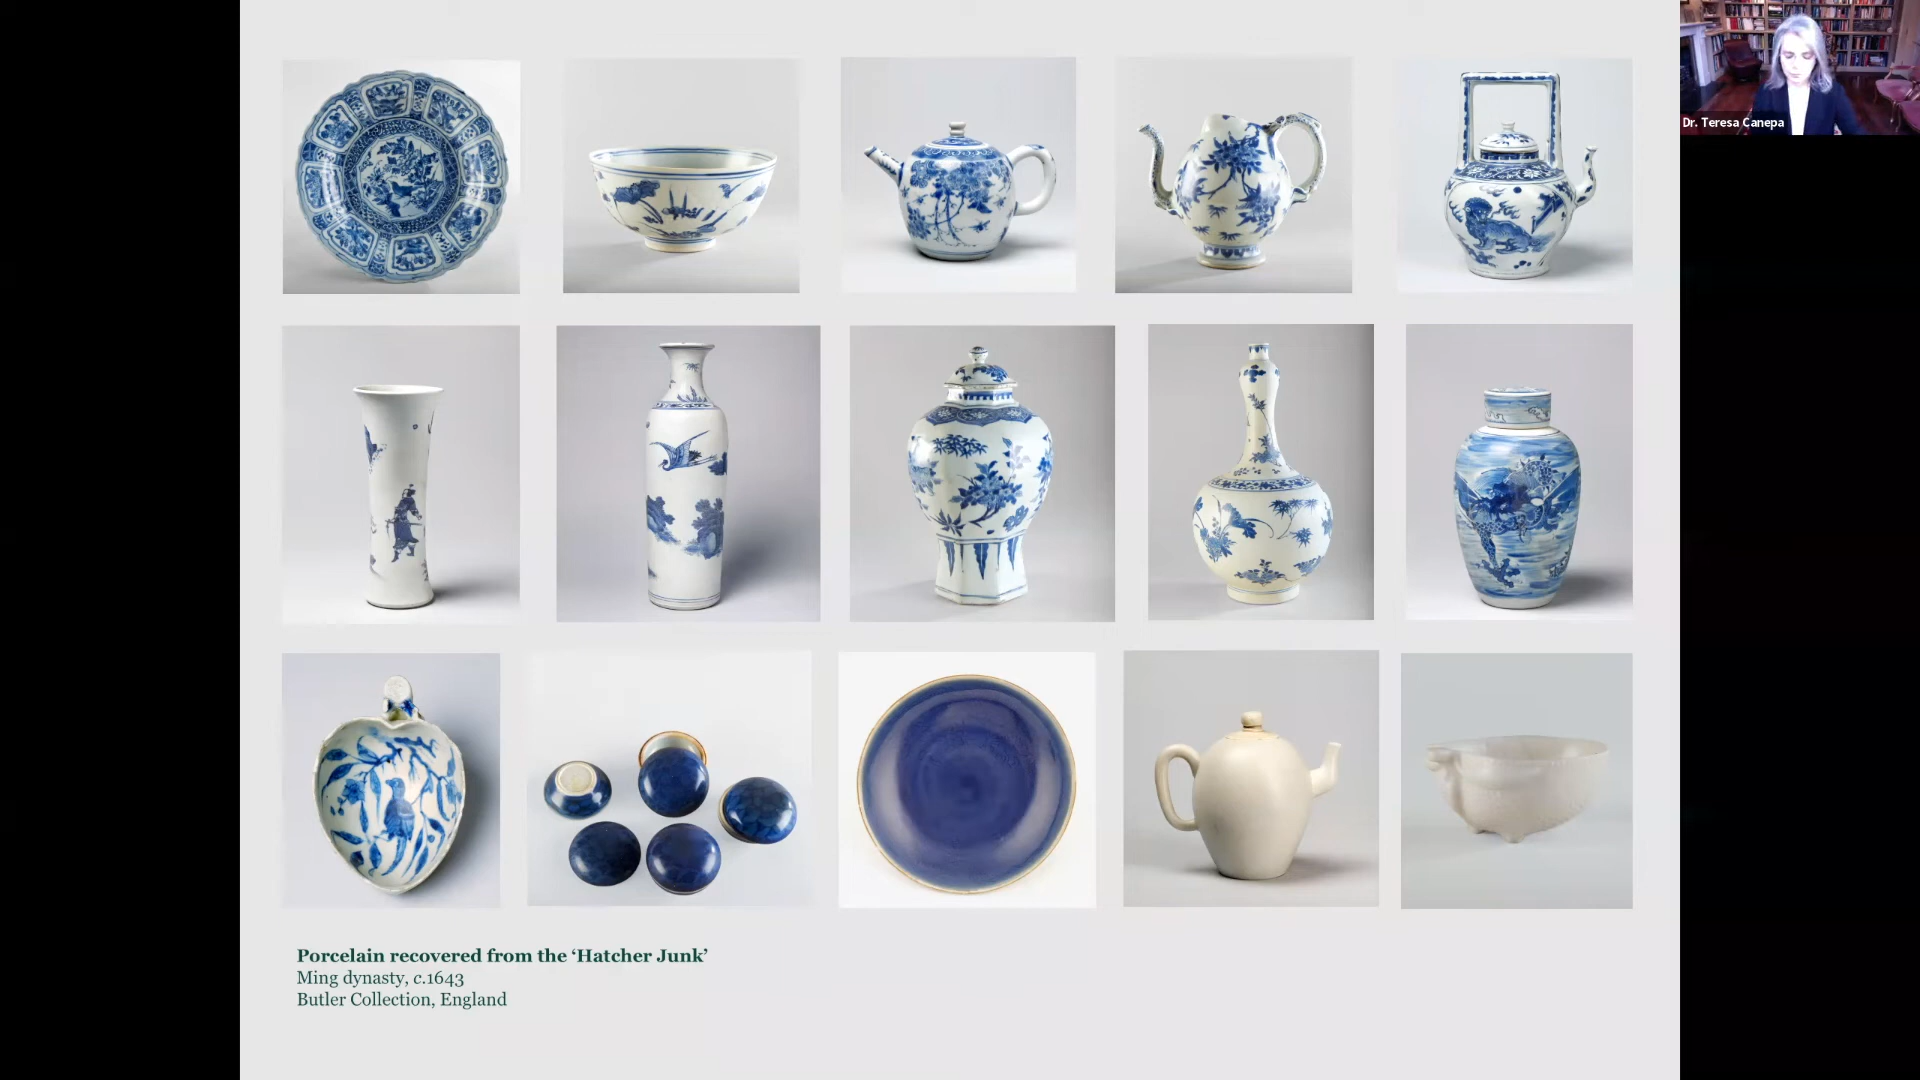 Dr. Teresa Canepa
Porcelain recovered from the ‘Hatcher Junk’
Ming dynasty, c.1643
Butler Collection, England